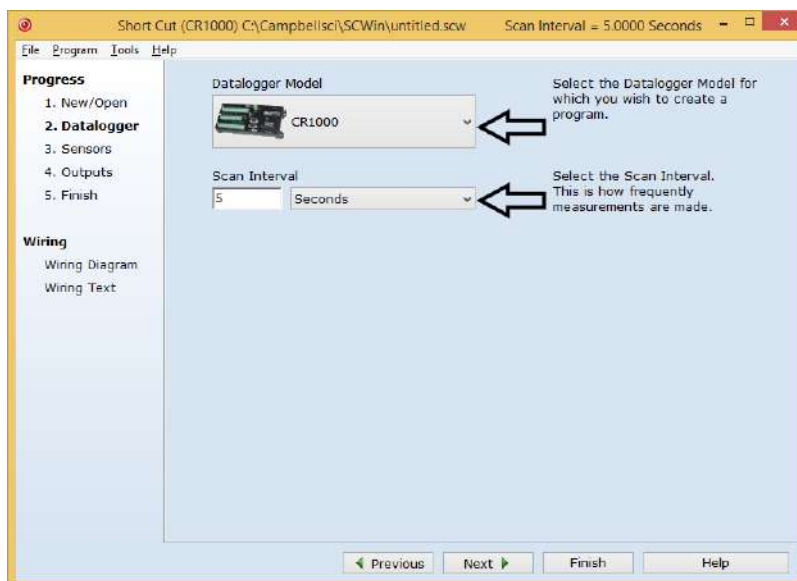 Short Cut (CR1000) C:\Campbellsci\SCWin\untitled.scw Scan Interval = 5.0000 Seconds
File Program Tools Help
Progress
1. New/Open
2. Datalogger
3. Sensors
4. Outputs
5. Finish
Wiring
Wiring Diagram
Wiring Text
Datalogger Model
CR1000
Select the Datalogger Model for
which you wish to create a
program.
Scan Interval
5 Seconds
Select the Scan Interval.
This is how frequently
measurements are made.
Previous Next Finish Help